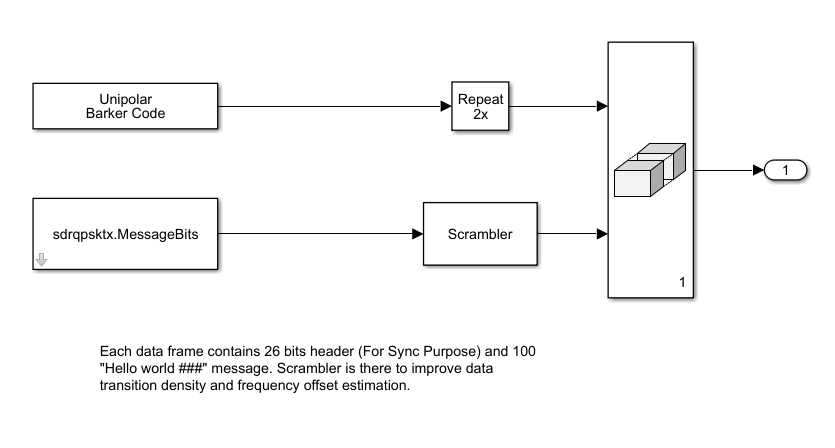 Unipolar
Barker Code
Repeat
2x
1
sdrqpsktx.MessageBits
Scrambler
1
Each data frame contains 26 bits header (For Sync Purpose) and 100
"Hello world ###" message. Scrambler is there to improve data
transition density and frequency offset estimation.